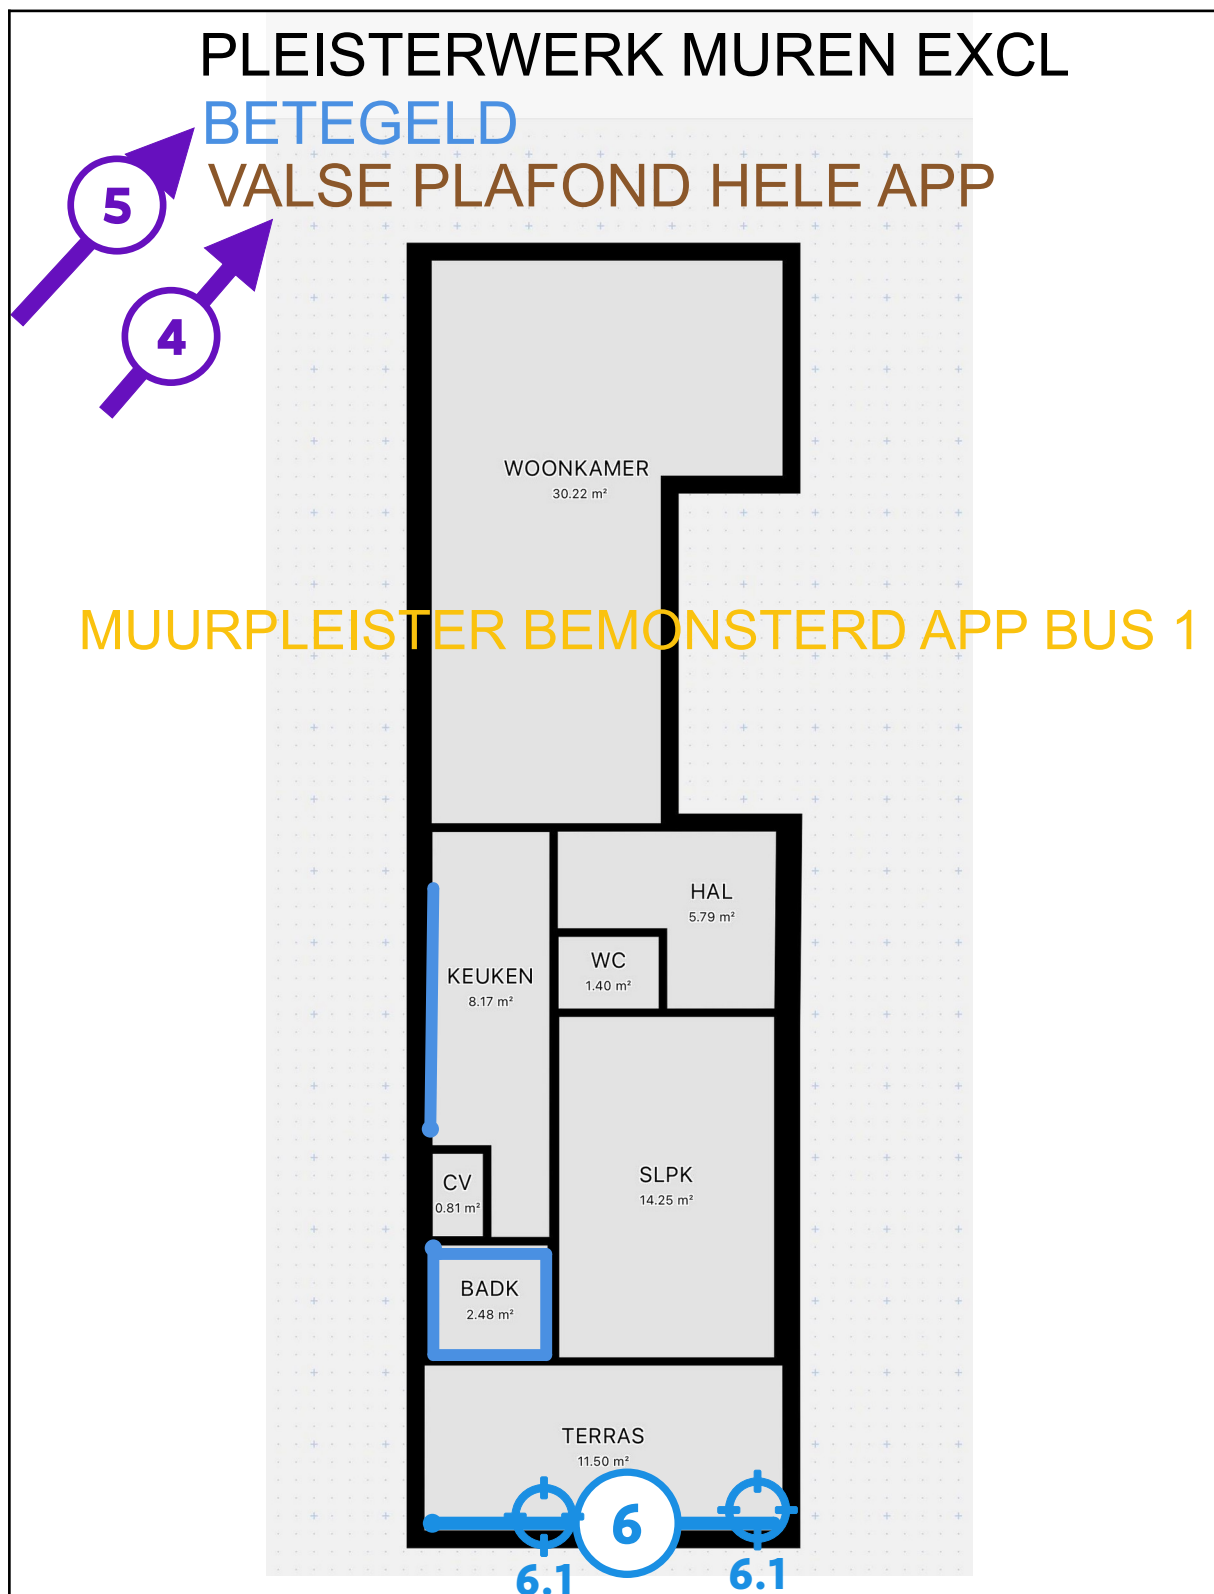 PLEISTERWERK MUREN EXCL
BETEGELD
VALSE PLAFOND HELE APP
5
4
WOONKAMER
30.22 m²
MUURPLEISTER BEMONSTERD APP BUS 1
HAL
5.79 m²
WC
1.40 m²
KEUKEN
8.17 m²
SLPK
14.25 m²
CV
0.81 m²
BADK
2.48 m²
TERRAS
11.50 m²
6
6.1
6.1